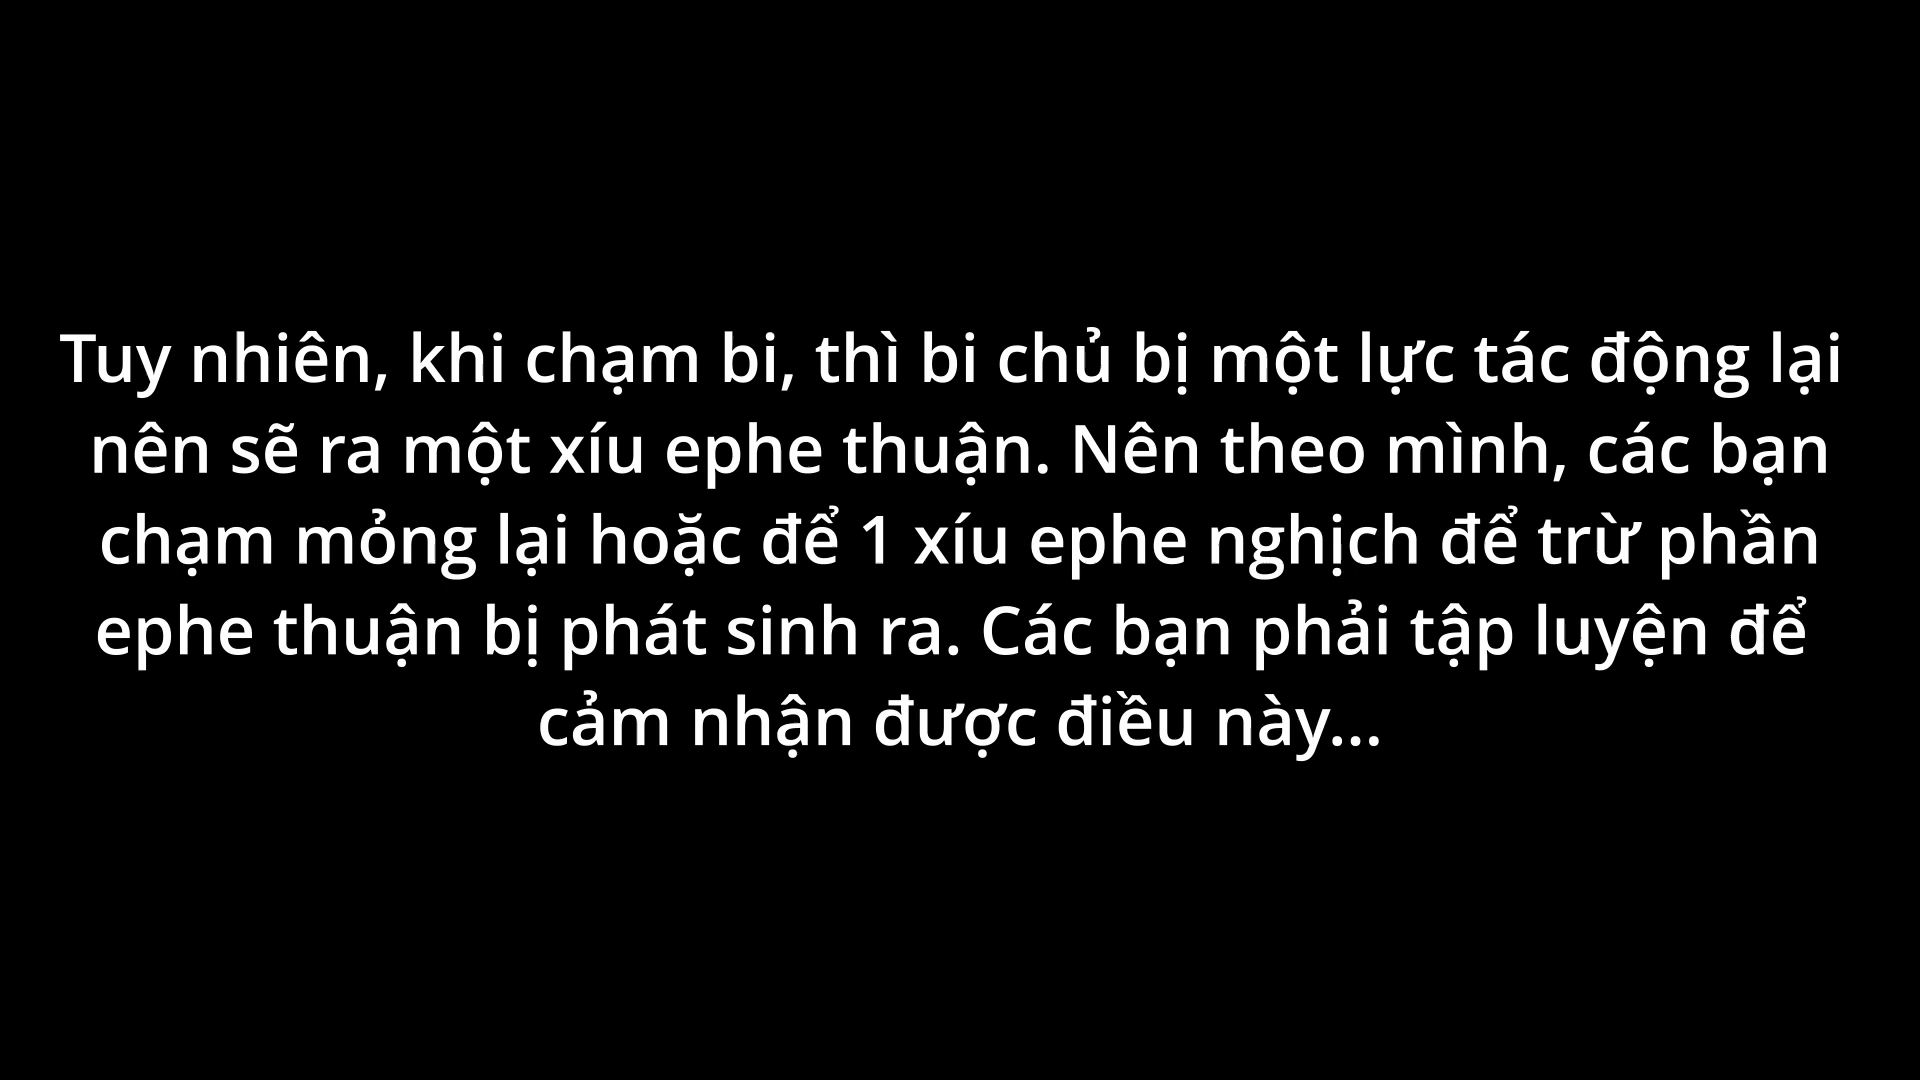 Tuy nhiên, khi chạm bi, thì bi chủ bị một lực tác động lại
nên sẽ ra một xíu ephe thuận. Nên theo mình, các bạn
chạm mỏng lại hoặc để 1 xíu ephe nghịch để trừ phần
ephe thuận bị phát sinh ra. Các bạn phải tập luyện để
cảm nhận được điều này...